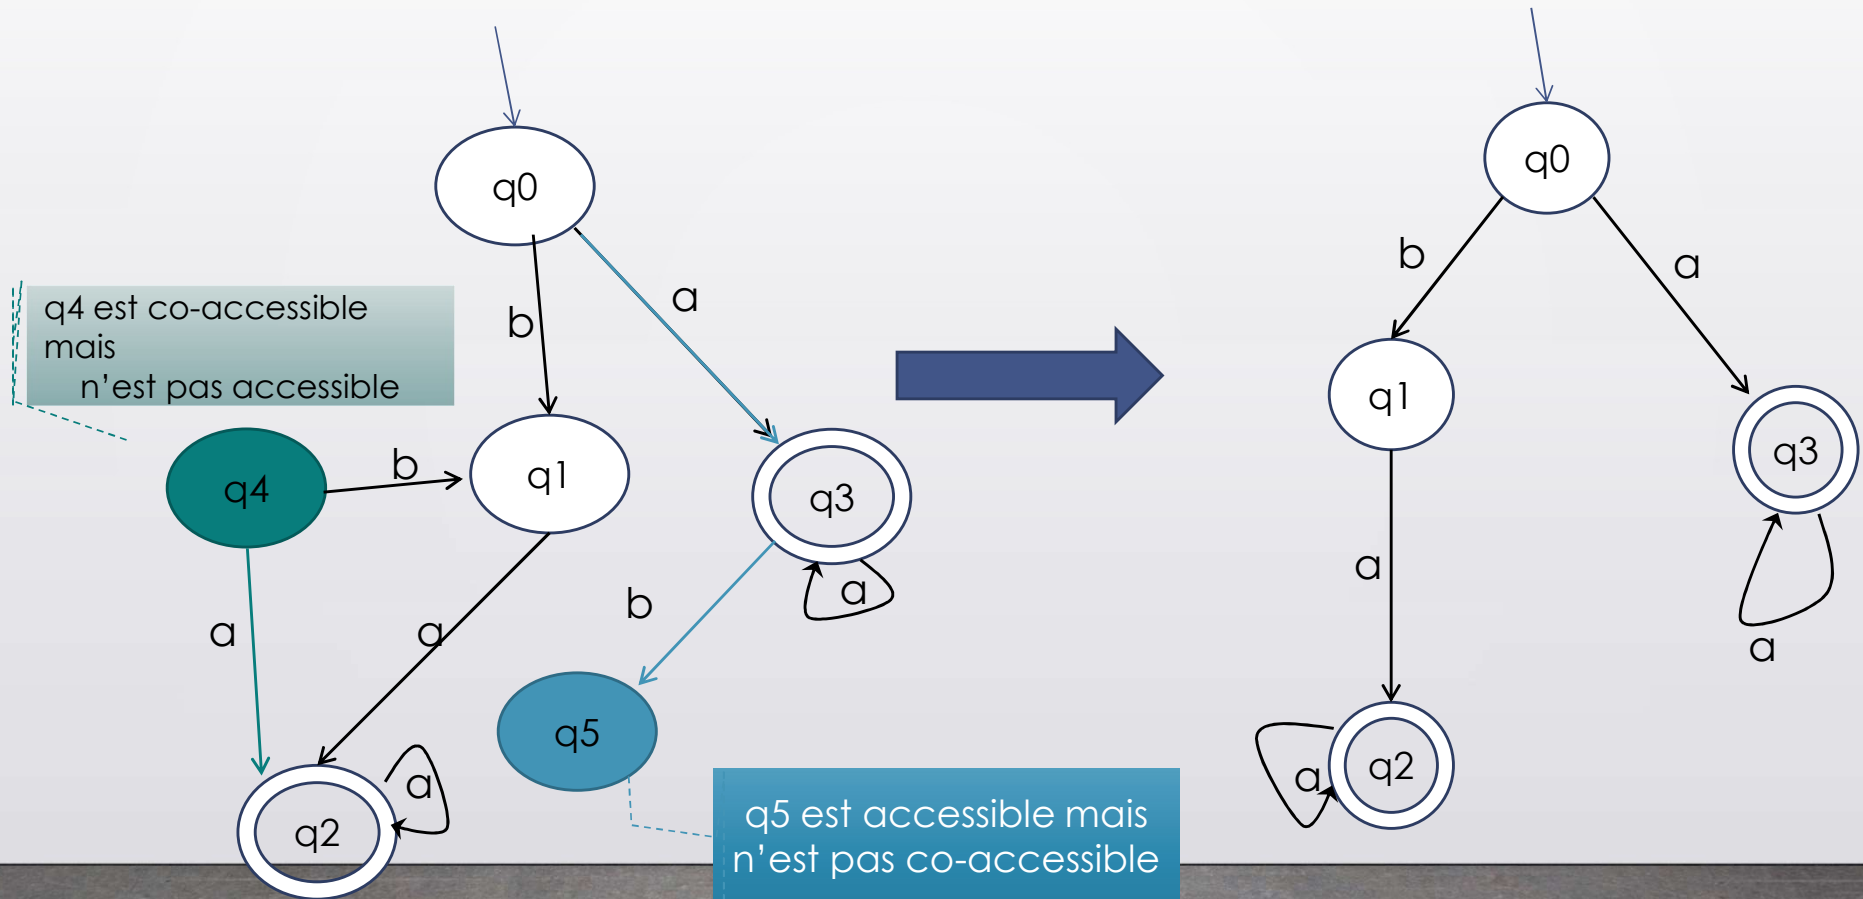 q0
q0
b
a
q4 est co-accessible
mais
n'est pas accessible
a
b
q1
q3
b
q4
q1
q3
a
a
b
a
a
a
q5
a
q2
a
q2
a
q5 est accessible mais
n'est pas co-accessible